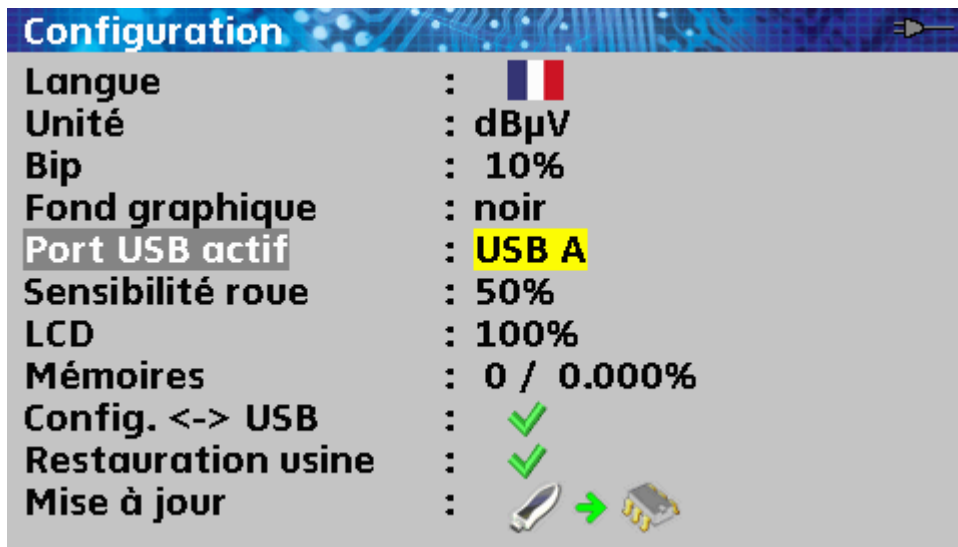 Configuration
Langue :
Unité : dBµV
Bip : 10%
Fond graphique : noir
Port USB actif : USB A
Sensibilité roue : 50%
LCD : 100%
Mémoires : 0 / 0.000%
Config. <-> USB :
Restauration usine :
Mise à jour :